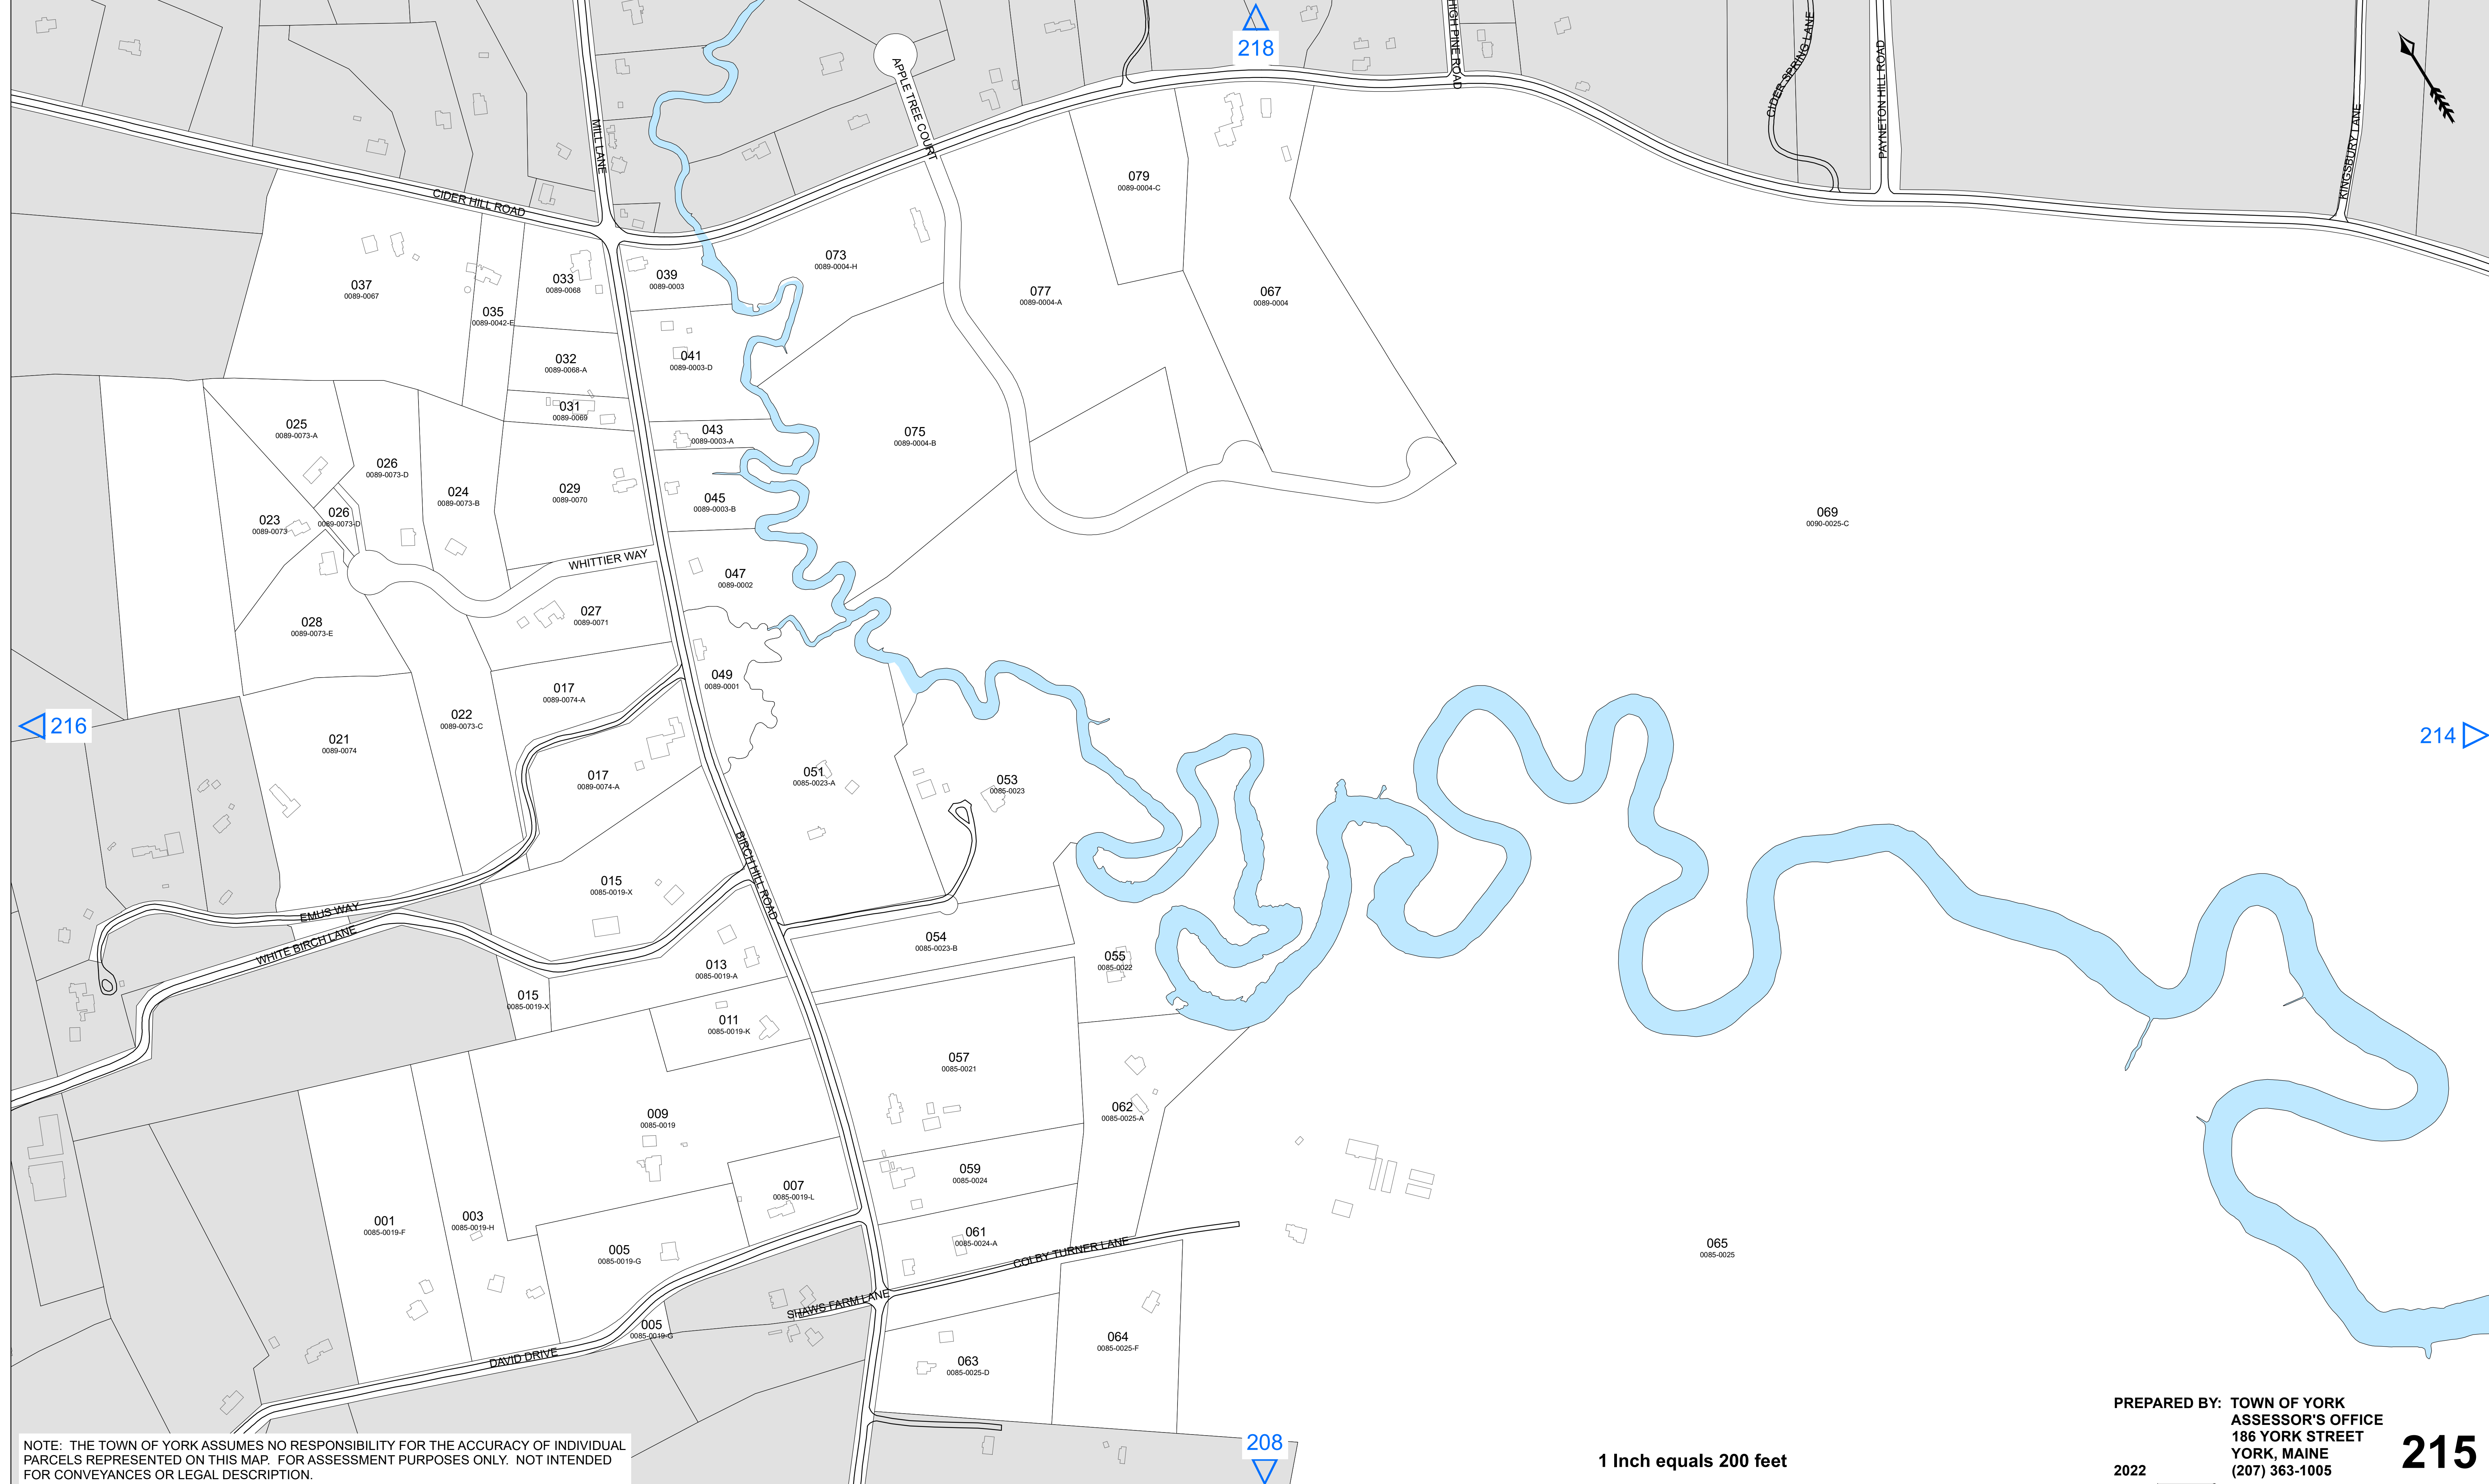 218
HIGH PINE ROAD
CIDER SPRING LANE
PAYNETON HILL ROAD
KINGSBURY LANE
APPLE TREE COURT
MILL LANE
CIDER HILL ROAD
079
0089-0004-C
037
0089-0067
033
0089-0068
035
0089-0042-E
039
0089-0003
073
0089-0004-H
077
0089-0004-A
067
0089-0004
032
0089-0068-A
041
0089-0003-D
031
0089-0069
025
0089-0073-A
043
0089-0003-A
075
0089-0004-B
026
0089-0073-D
024
0089-0073-B
029
0089-0070
045
0089-0003-B
023
0089-0073
026
0089-0073-D
069
0090-0025-C
WHITTIER WAY
047
0089-0002
028
0089-0073-E
027
0089-0071
049
0089-0001
017
0089-0074-A
022
0089-0073-C
216
021
0089-0074
214
017
0089-0074-A
051
0085-0023-A
053
0085-0023
BIRCH HILL ROAD
015
0085-0019-X
EMUS WAY
WHITE BIRCH LANE
054
0085-0023-B
013
0085-0019-A
055
0085-0022
015
0085-0019-X
011
0085-0019-K
057
0085-0021
009
0085-0019
062
0085-0025-A
059
0085-0024
007
0085-0019-L
001
0085-0019-F
003
0085-0019-H
005
0085-0019-G
061
0085-0024-A
COLBY TURNER LANE
065
0085-0025
SHAWS FARM LANE
005
0085-0019-G
DAVID DRIVE
063
0085-0025-D
064
0085-0025-F
208
NOTE: THE TOWN OF YORK ASSUMES NO RESPONSIBILITY FOR THE ACCURACY OF INDIVIDUAL
PARCELS REPRESENTED ON THIS MAP. FOR ASSESSMENT PURPOSES ONLY. NOT INTENDED
FOR CONVEYANCES OR LEGAL DESCRIPTION.
1 Inch equals 200 feet
PREPARED BY: TOWN OF YORK
ASSESSOR'S OFFICE
186 YORK STREET
YORK, MAINE
2022 (207) 363-1005
215